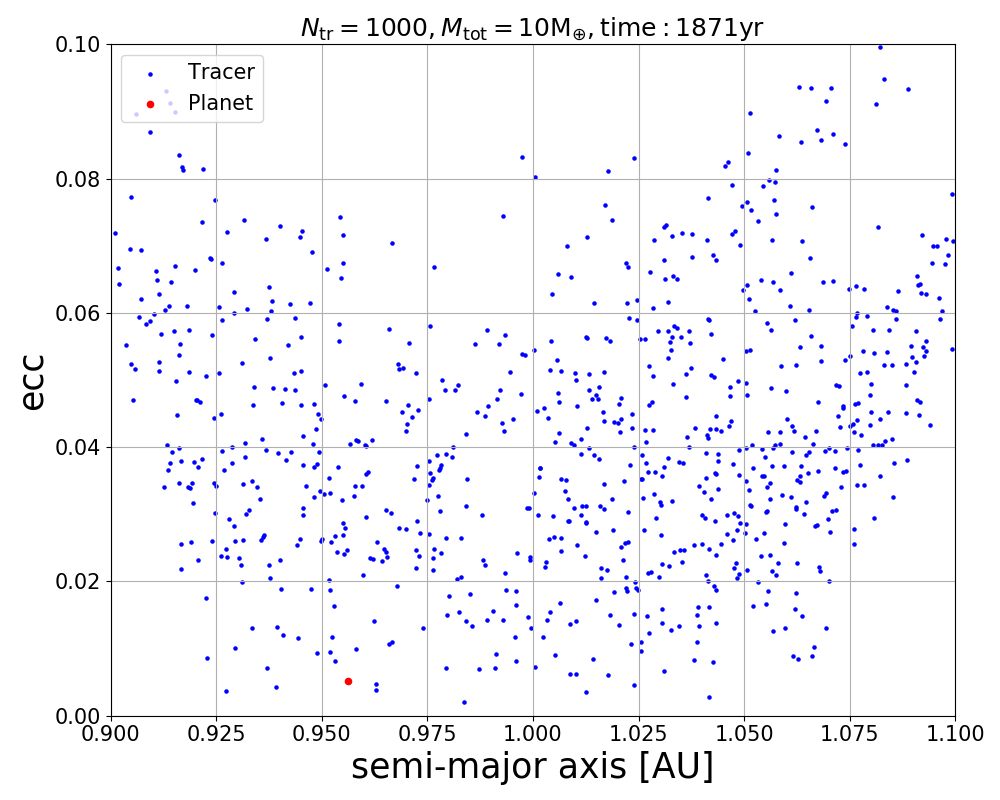 N_tr = 1000, M_tot = 10M_⊕, time : 1871yr
Tracer
Planet
0.10
0.08
0.06
0.04
0.02
0.00
ecc
0.900 0.925 0.950 0.975 1.000 1.025 1.050 1.075 1.100
semi-major axis [AU]